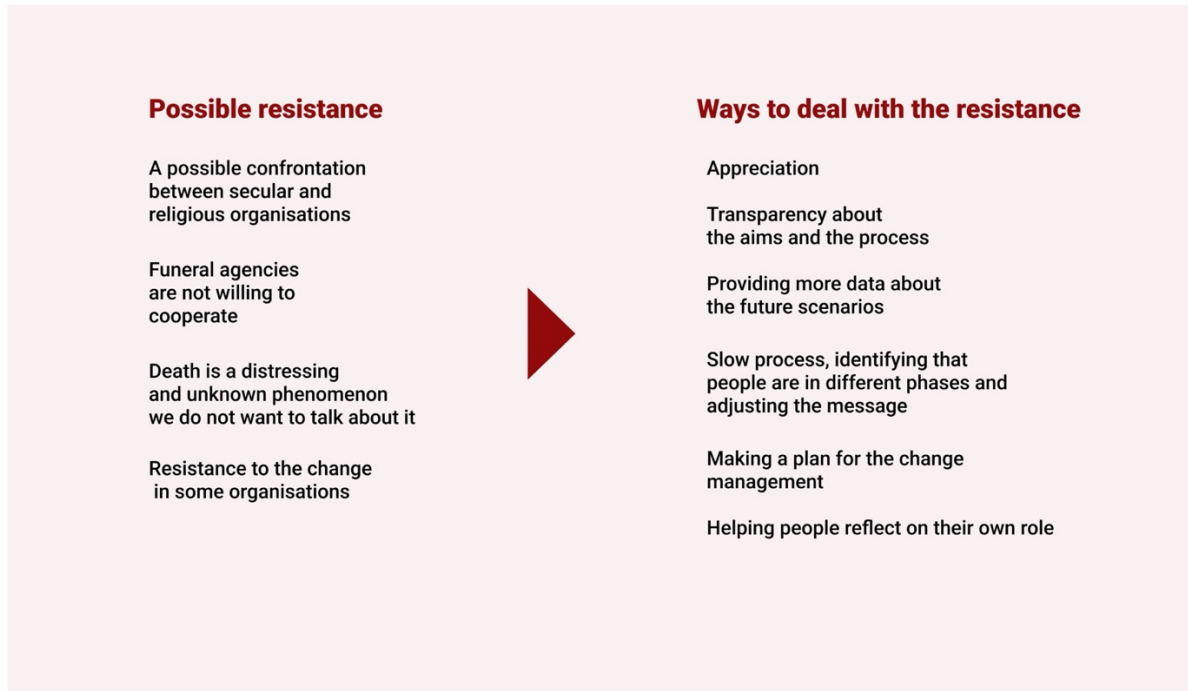 Possible resistance
A possible confrontation
between secular and
religious organisations
Funeral agencies
are not willing to
cooperate
Death is a distressing
and unknown phenomenon
we do not want to talk about it
Resistance to the change
in some organisations
Ways to deal with the resistance
Appreciation
Transparency about
the aims and the process
Providing more data about
the future scenarios
Slow process, identifying that
people are in different phases and
adjusting the message
Making a plan for the change
management
Helping people reflect on their own role